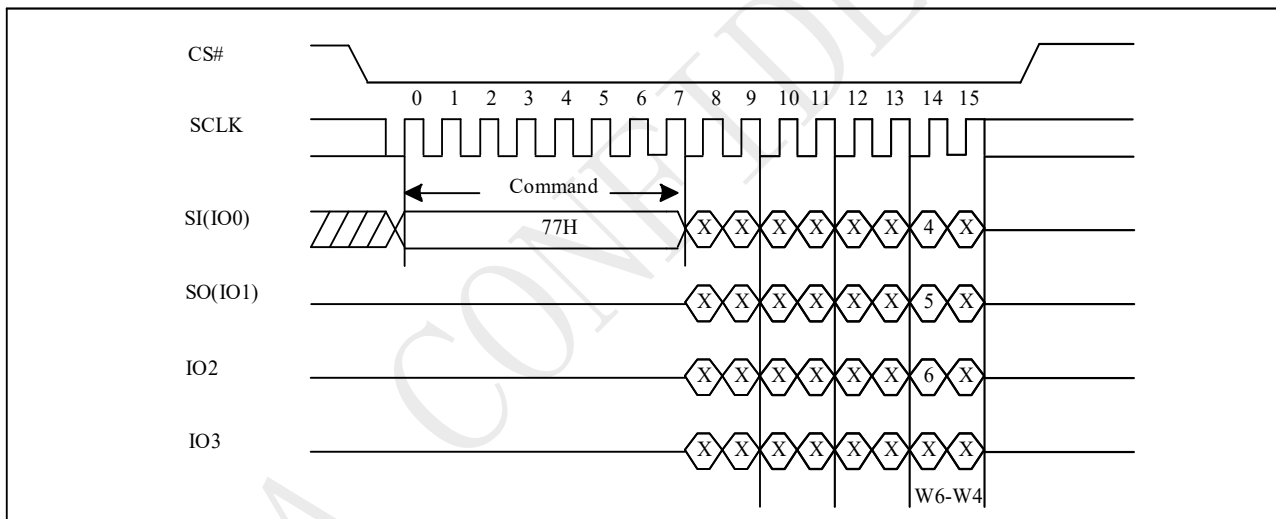 CS#
0 1 2 3 4 5 6 7 8 9 10 11 12 13 14 15
SCLK
Command
SI(IO0) 77H X X X X X X 4 X
SO(IO1) X X X X X X 5 X
IO2 X X X X X X 6 X
IO3 X X X X X X X X
W6-W4